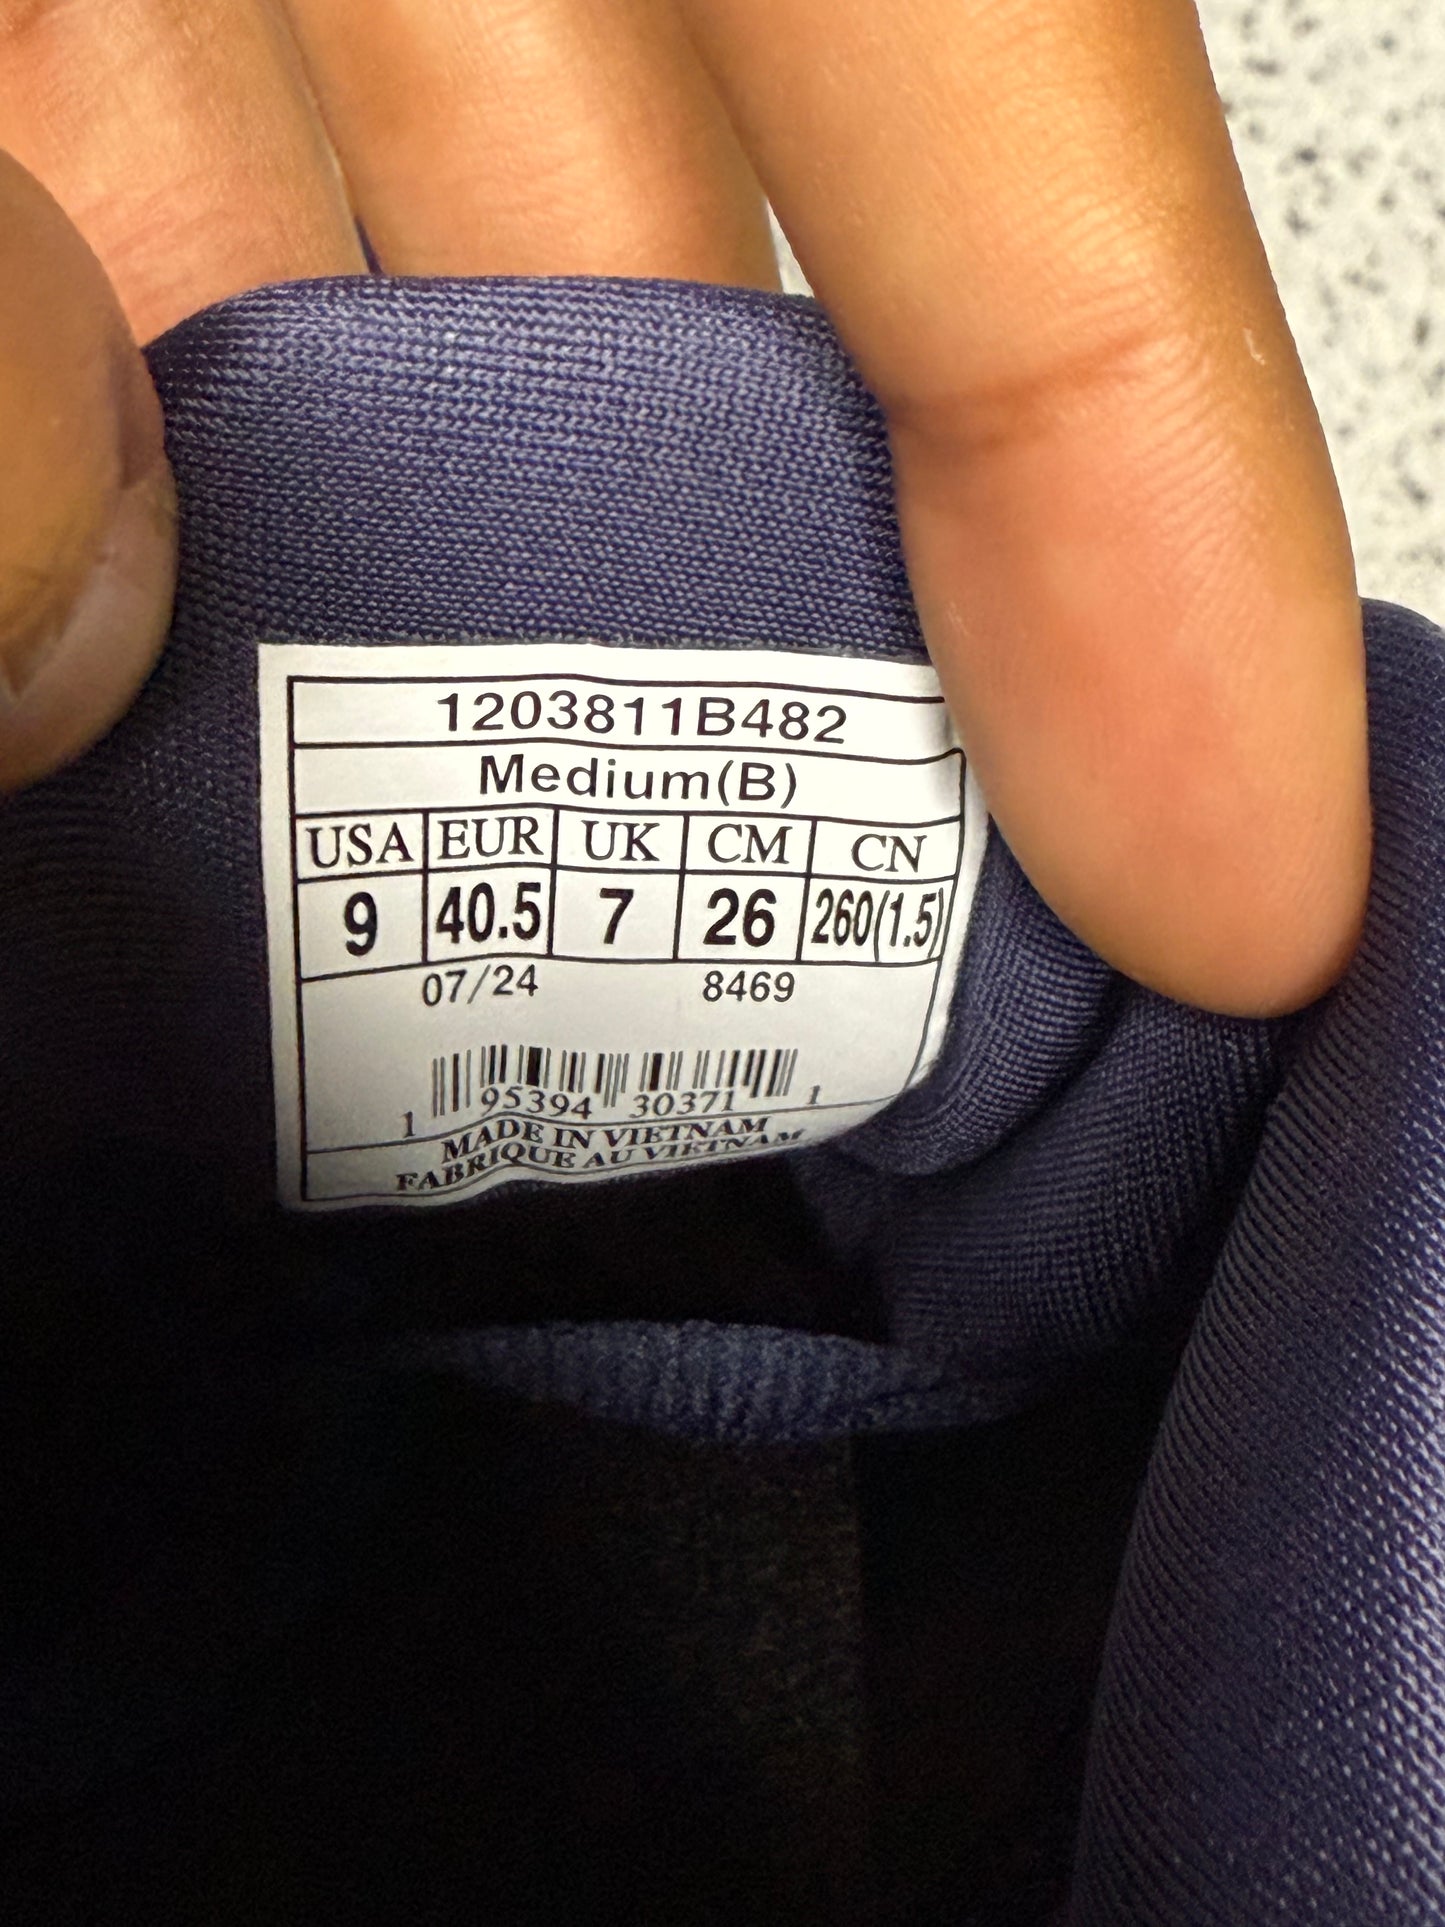 1203811B482
Medium(B)
USA EUR UK CM CN
9 40.5 7 26 260(1.5)
07/24 8469
1 95394 30371 1
MADE IN VIETNAM
FABRIQUE AU VIETNAM